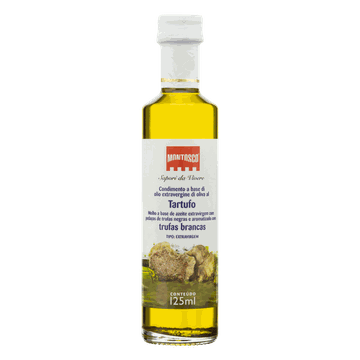 MONTOSCO
Sapori da Vivere
Condimento a base di
olio extravergine di oliva al
Tartufo
Molho a base de azeite extravirgem com
pedaços de trufas negras e aromatizado com
trufas brancas
TIPO: EXTRAVIRGEM
CONTEÚDO
125ml